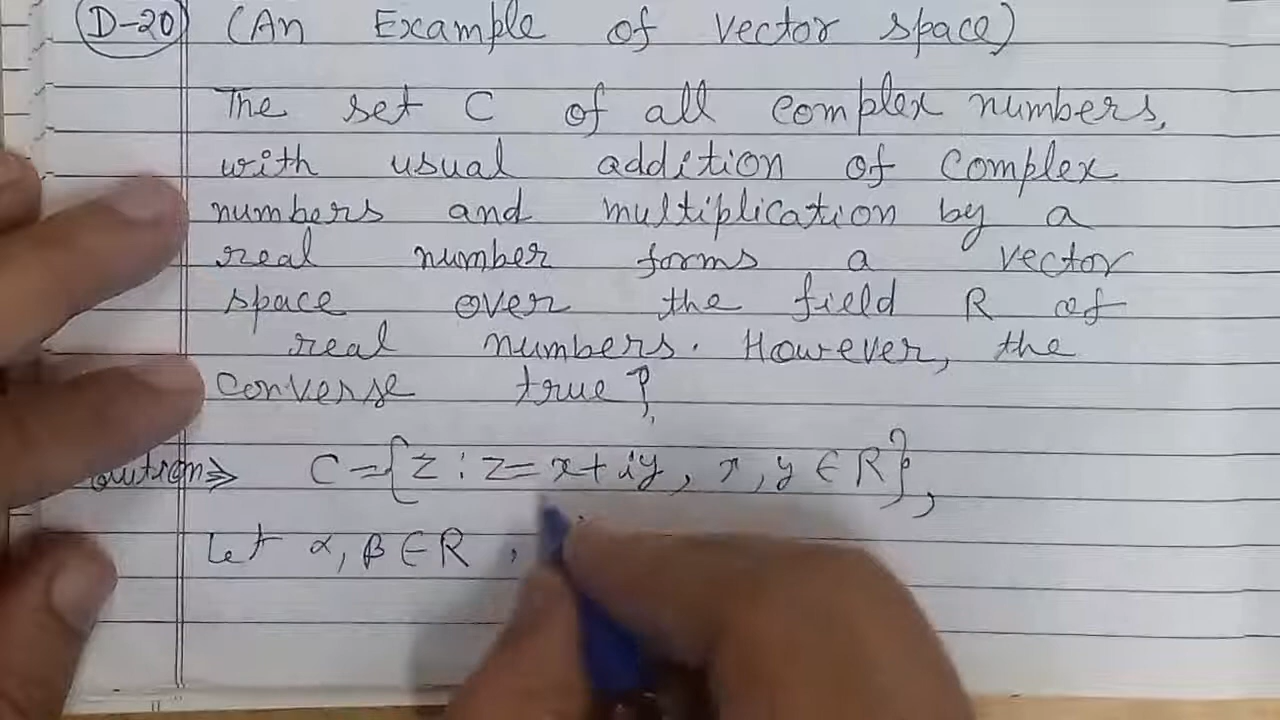 D-20 (An Example of vector space)
The set C of all complex numbers,
with usual addition of complex
numbers and multiplication by a
real number forms a vector
space over the field R of
real numbers. However, the
converse true?
C={z : z=x+iy, x,y∈R},
Let α,β∈R,